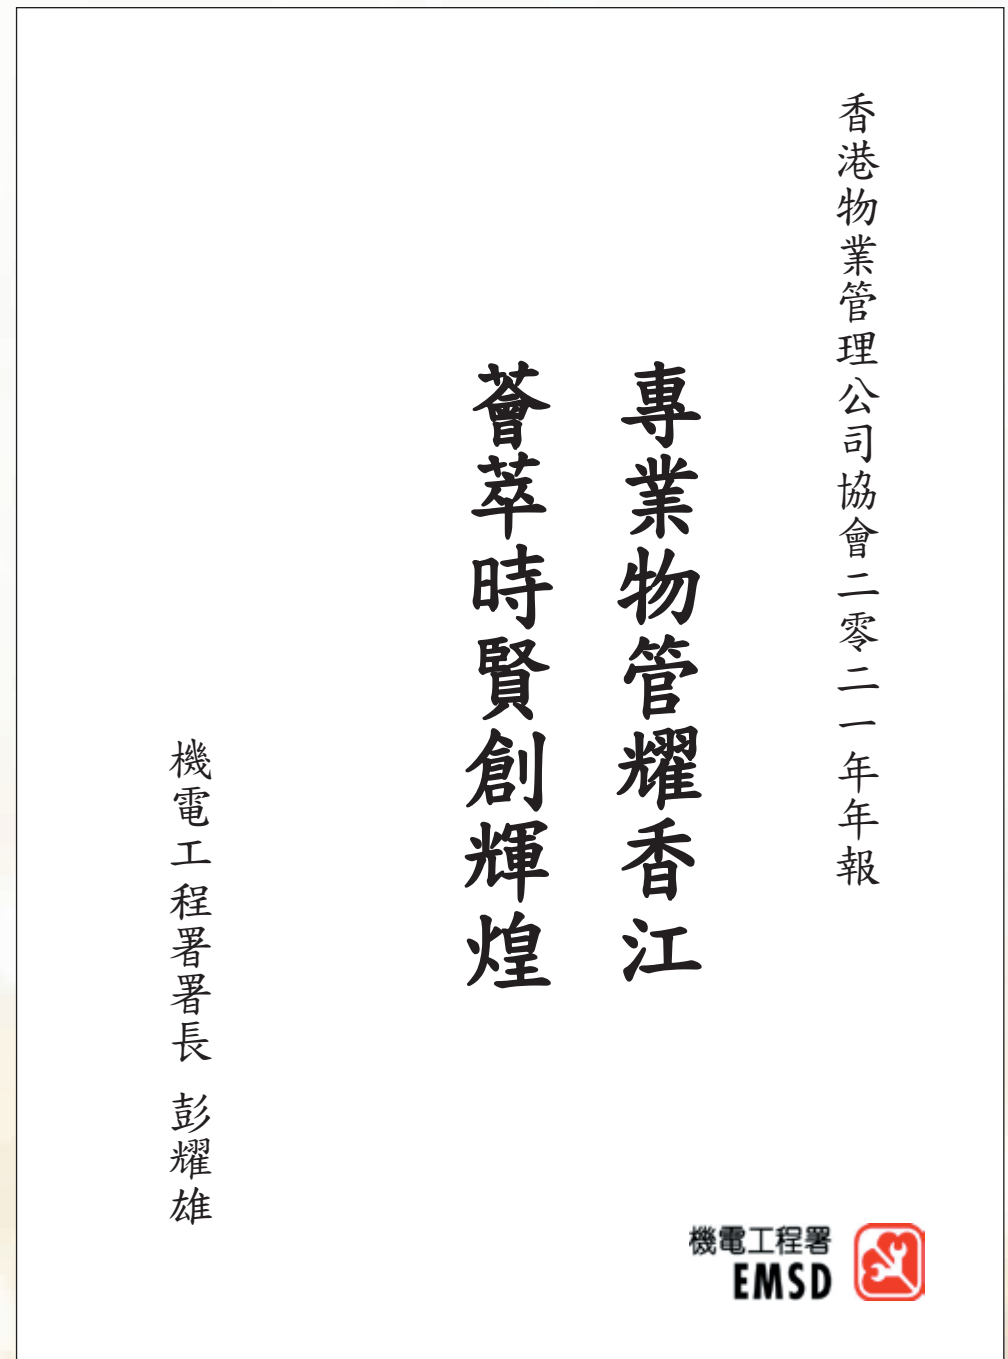 香港物業管理公司協會二零二一年年報
專業物管耀香江
薈萃時賢創輝煌
機電工程署署長 彭耀雄
機電工程署
EMSD